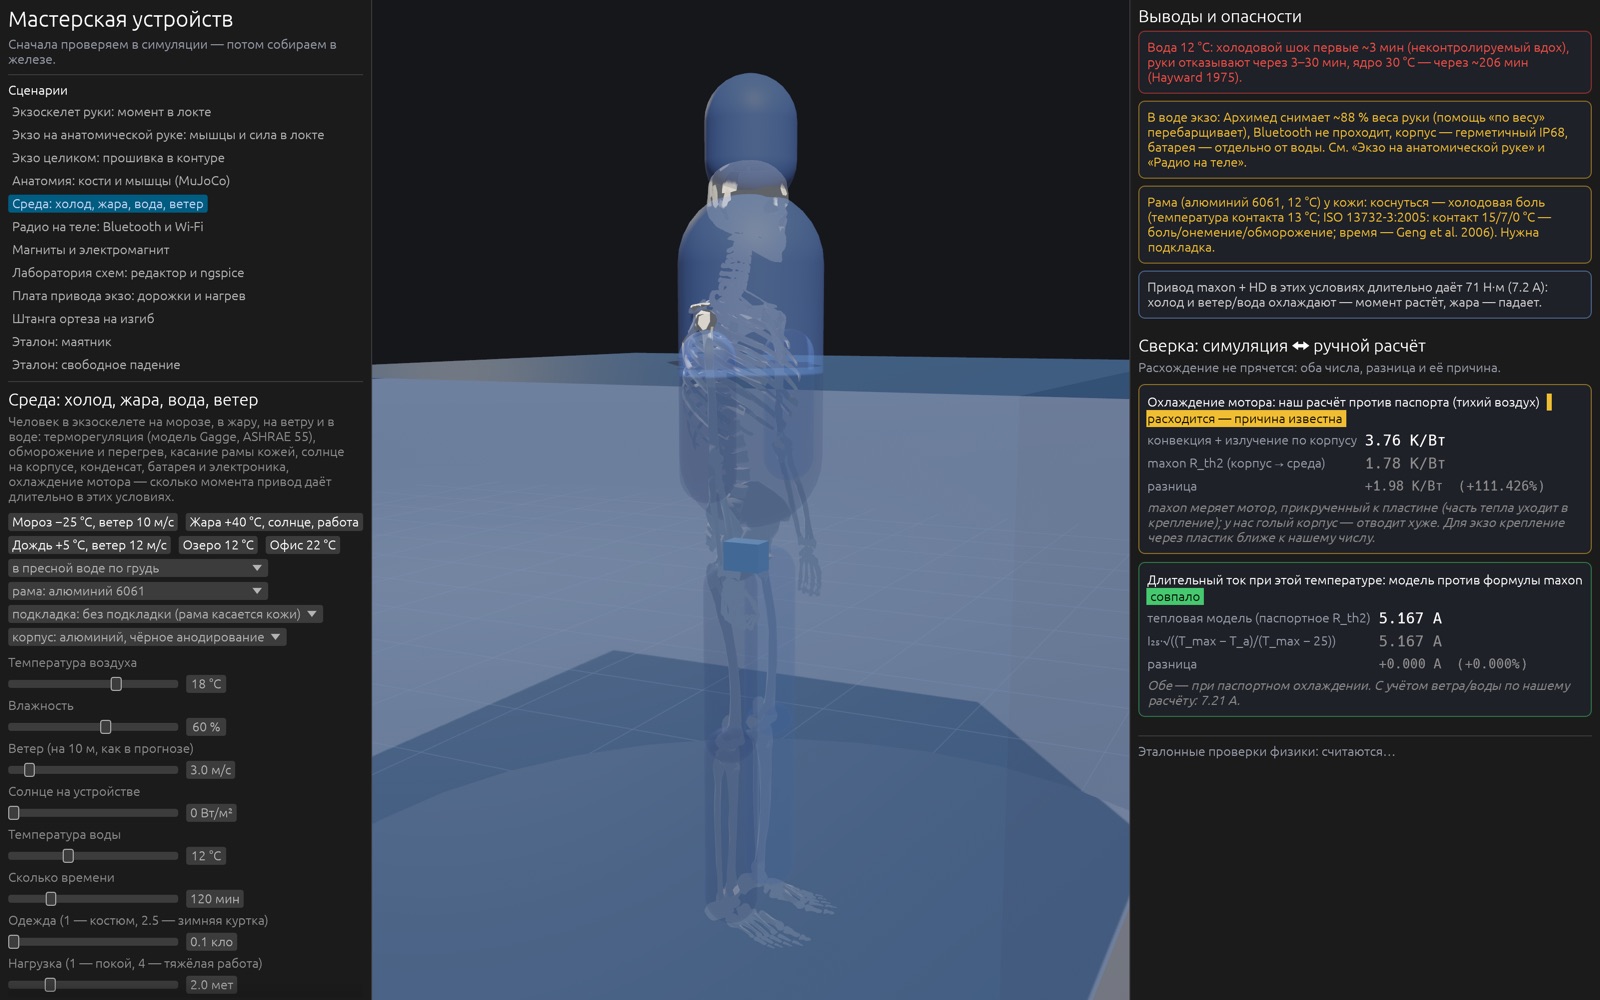 Мастерская устройств
Сначала проверяем в симуляции — потом собираем в
железе.
Сценарии
Экзоскелет руки: момент в локте
Экзо на анатомической руке: мышцы и сила в локте
Экзо целиком: прошивка в контуре
Анатомия: кости и мышцы (MuJoCo)
Среда: холод, жара, вода, ветер
Радио на теле: Bluetooth и Wi-Fi
Магниты и электромагнит
Лаборатория схем: редактор и ngspice
Плата привода экзо: дорожки и нагрев
Штанга ортеза на изгиб
Эталон: маятник
Эталон: свободное падение
Среда: холод, жара, вода, ветер
Человек в экзоскелете на морозе, в жару, на ветру и в
воде: терморегуляция (модель Gagge, ASHRAE 55),
обморожение и перегрев, касание рамы кожей, солнце
на корпусе, конденсат, батарея и электроника,
охлаждение мотора — сколько момента привод даёт
длительно в этих условиях.
Мороз −25 °C, ветер 10 м/с
Жара +40 °C, солнце, работа
Дождь +5 °C, ветер 12 м/с
Озеро 12 °C
Офис 22 °C
в пресной воде по грудь
рама: алюминий 6061
подкладка: без подкладки (рама касается кожи)
корпус: алюминий, чёрное анодирование
Температура воздуха
18 °C
Влажность
60 %
Ветер (на 10 м, как в прогнозе)
3.0 м/с
Солнце на устройстве
0 Вт/м²
Температура воды
12 °C
Сколько времени
120 мин
Одежда (1 — костюм, 2.5 — зимняя куртка)
0.1 кло
Нагрузка (1 — покой, 4 — тяжёлая работа)
2.0 мет
Выводы и опасности
Вода 12 °C: холодовой шок первые ~3 мин (неконтролируемый вдох),
руки отказывают через 3–30 мин, ядро 30 °C — через ~206 мин
(Hayward 1975).
В воде экзо: Архимед снимает ~88 % веса руки (помощь «по весу»
перебарщивает), Bluetooth не проходит, корпус — герметичный IP68,
батарея — отдельно от воды. См. «Экзо на анатомической руке» и
«Радио на теле».
Рама (алюминий 6061, 12 °C) у кожи: коснуться — холодовая боль
(температура контакта 13 °C; ISO 13732-3:2005: контакт 15/7/0 °C —
боль/онемение/обморожение; время — Geng et al. 2006). Нужна
подкладка.
Привод maxon + HD в этих условиях длительно даёт 71 Н·м (7.2 А):
холод и ветер/вода охлаждают — момент растёт, жара — падает.
Сверка: симуляция ⬌ ручной расчёт
Расхождение не прячется: оба числа, разница и её причина.
Охлаждение мотора: наш расчёт против паспорта (тихий воздух)
расходится — причина известна
конвекция + излучение по корпусу 3.76 К/Вт
maxon R_th2 (корпус→среда) 1.78 К/Вт
разница +1.98 К/Вт (+111.426%)
maxon меряет мотор, прикрученный к пластине (часть тепла уходит в
крепление); у нас голый корпус — отводит хуже. Для экзо крепление
через пластик ближе к нашему числу.
Длительный ток при этой температуре: модель против формулы maxon
совпало
тепловая модель (паспортное R_th2) 5.167 А
I₂₅·√((T_max − T_a)/(T_max − 25)) 5.167 А
разница +0.000 А (+0.000%)
Обе — при паспортном охлаждении. С учётом ветра/воды по нашему
расчёту: 7.21 А.
Эталонные проверки физики: считаются…